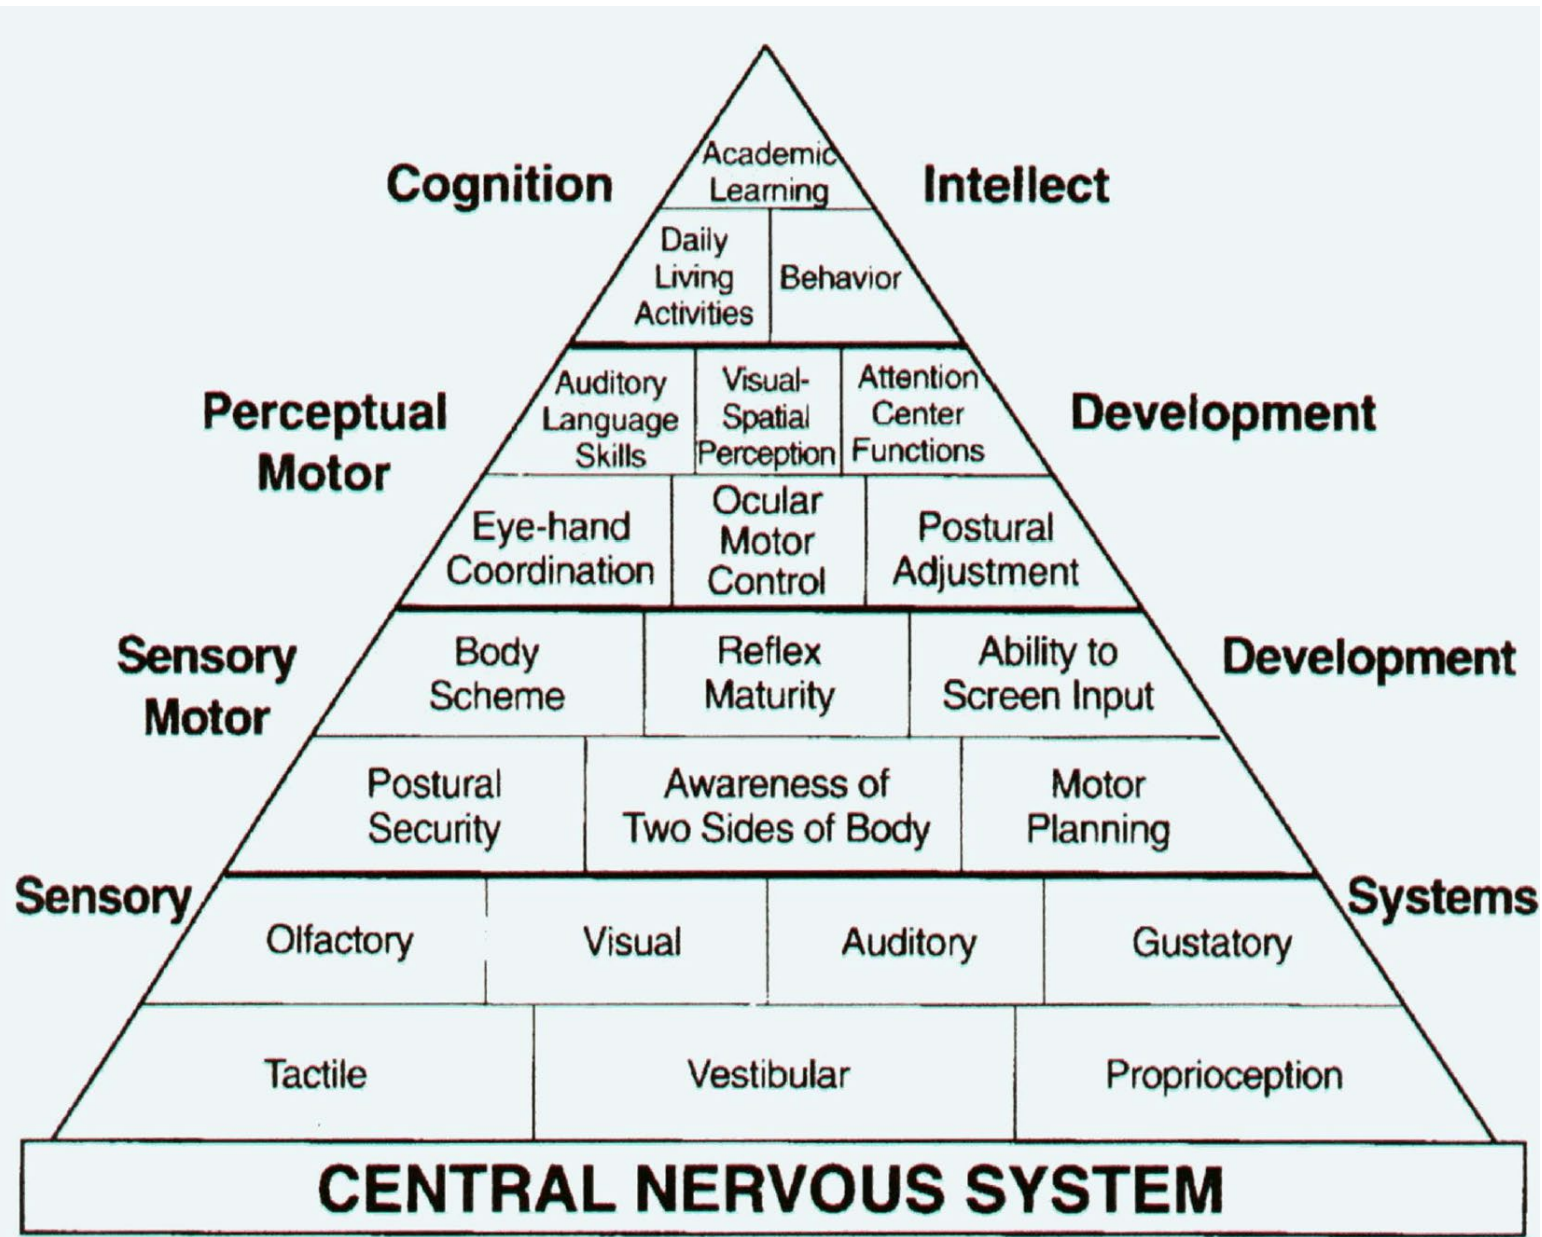 Academic
Learning
Cognition
Intellect
Daily
Living
Activities
Behavior
Auditory
Language
Skills
Visual-
Spatial
Perception
Attention
Center
Functions
Perceptual
Motor
Development
Eye-hand
Coordination
Ocular
Motor
Control
Postural
Adjustment
Sensory
Motor
Body
Scheme
Reflex
Maturity
Ability to
Screen Input
Development
Postural
Security
Awareness of
Two Sides of Body
Motor
Planning
Sensory
Systems
Olfactory
Visual
Auditory
Gustatory
Tactile
Vestibular
Proprioception
CENTRAL NERVOUS SYSTEM